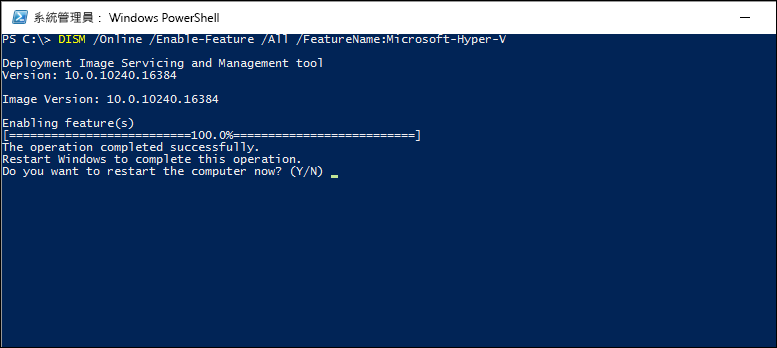 系統管理員： Windows PowerShell
PS C:\> DISM /Online /Enable-Feature /All /FeatureName:Microsoft-Hyper-V
Deployment Image Servicing and Management tool
Version: 10.0.10240.16384
Image Version: 10.0.10240.16384
Enabling feature(s)
[==========================100.0%==========================]
The operation completed successfully.
Restart Windows to complete this operation.
Do you want to restart the computer now? (Y/N)